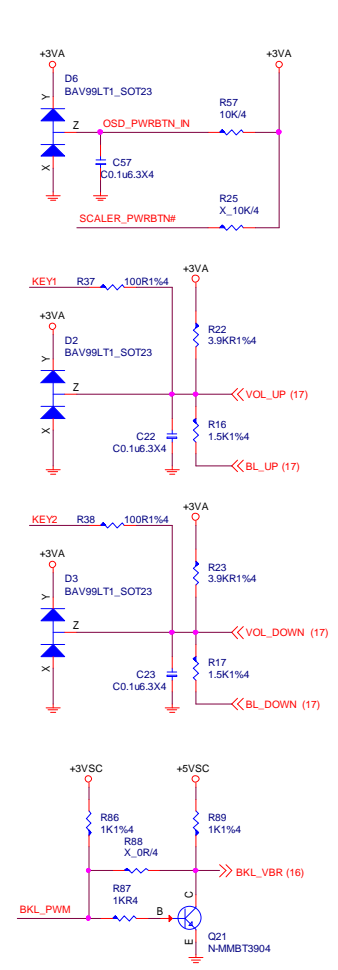 +3VA +3VA
D6
BAV99LT1_SOT23
Y
R57
10K/4
Z OSD_PWRBTN_IN
C57
C0.1u6.3X4
X
R25
X_10K/4
SCALER_PWRBTN#
+3VA
KEY1 R37 100R1%4
+3VA
R22
3.9KR1%4
D2
BAV99LT1_SOT23
Y
Z VOL_UP (17)
X
R16
1.5K1%4
C22
C0.1u6.3X4
BL_UP (17)
+3VA
KEY2 R38 100R1%4
+3VA
R23
3.9KR1%4
D3
BAV99LT1_SOT23
Y
Z VOL_DOWN (17)
X
R17
1.5K1%4
C23
C0.1u6.3X4
BL_DOWN (17)
+3VSC +5VSC
R86
1K1%4
R89
1K1%4
R88
X_0R/4
BKL_VBR (16)
R87
1KR4
C
BKL_PWM B
E
Q21
N-MMBT3904